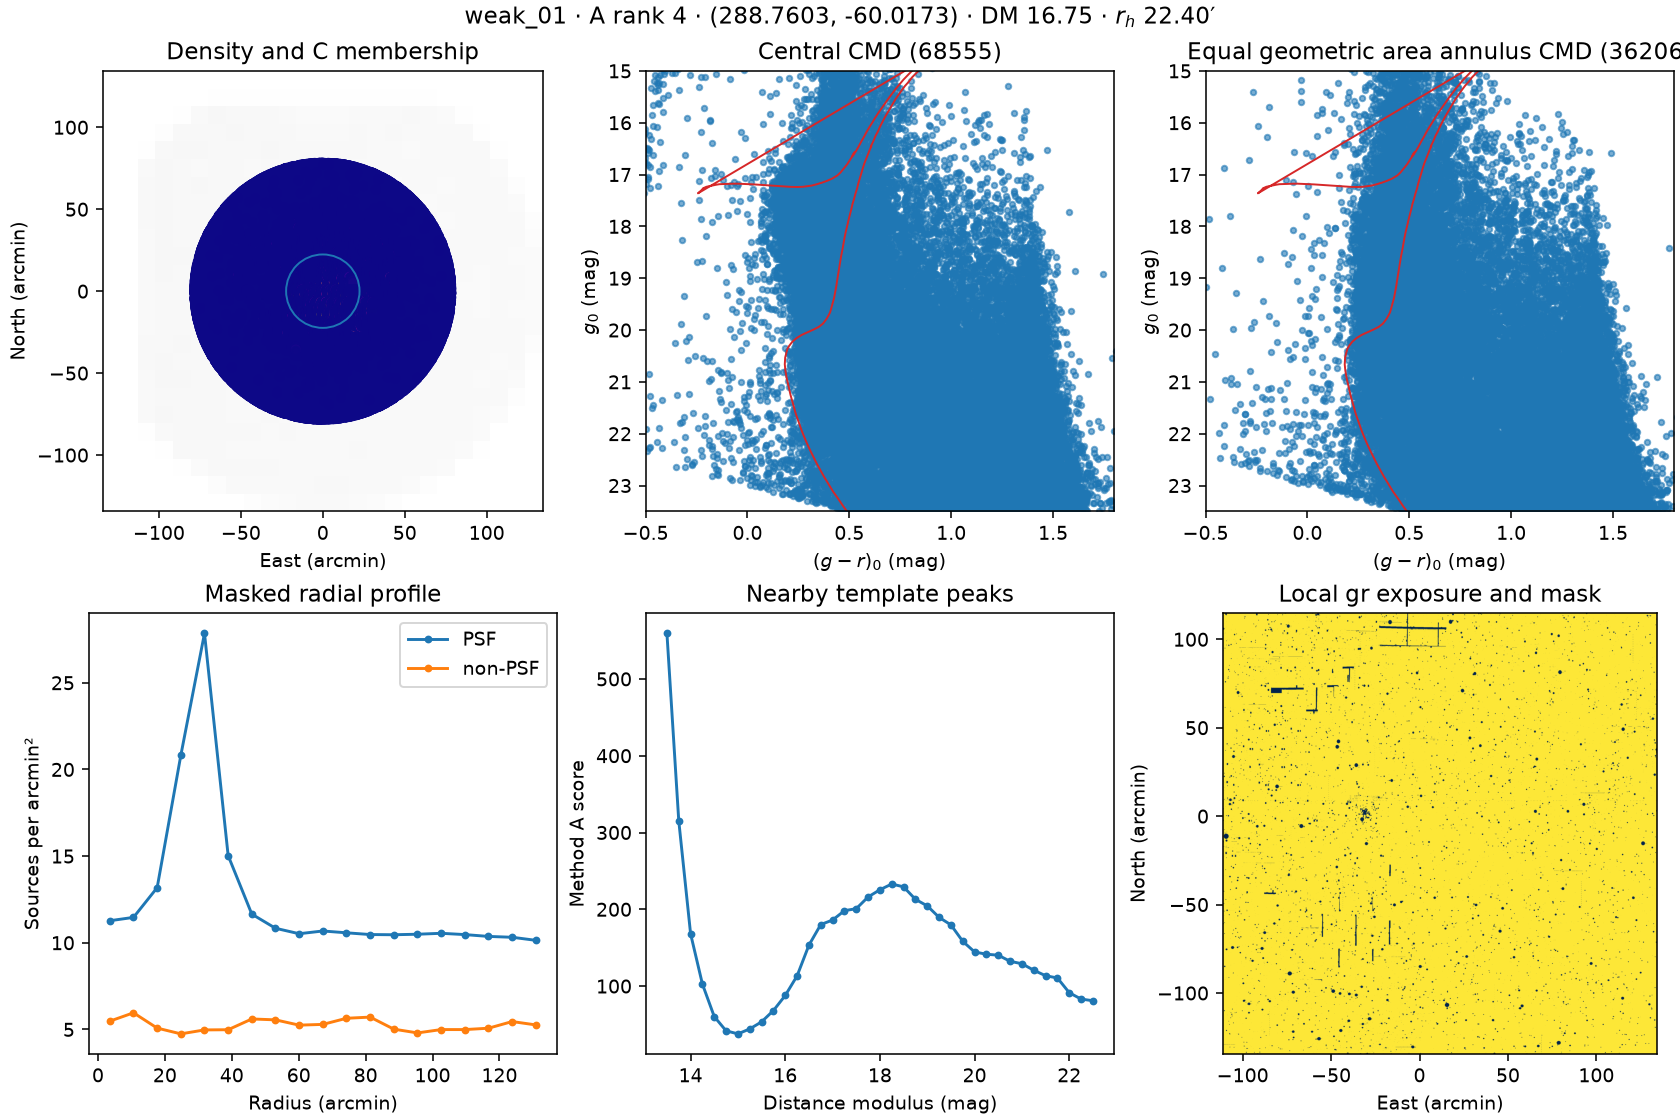 weak_01 · A rank 4 · (288.7603, -60.0173) · DM 16.75 · r_h 22.40′
Density and C membership
100
50
0
−50
−100
North (arcmin)
−100 −50 0 50 100
East (arcmin)
Central CMD (68555)
15
16
17
18
19
20
21
22
23
g₀ (mag)
−0.5 0.0 0.5 1.0 1.5
(g − r)₀ (mag)
Equal geometric area annulus CMD (36206
15
16
17
18
19
20
21
22
23
g₀ (mag)
−0.5 0.0 0.5 1.0 1.5
(g − r)₀ (mag)
Masked radial profile
PSF
non-PSF
25
20
15
10
5
Sources per arcmin²
0 20 40 60 80 100 120
Radius (arcmin)
Nearby template peaks
500
400
300
200
100
Method A score
14 16 18 20 22
Distance modulus (mag)
Local gr exposure and mask
100
50
0
−50
−100
North (arcmin)
−100 −50 0 50 100
East (arcmin)